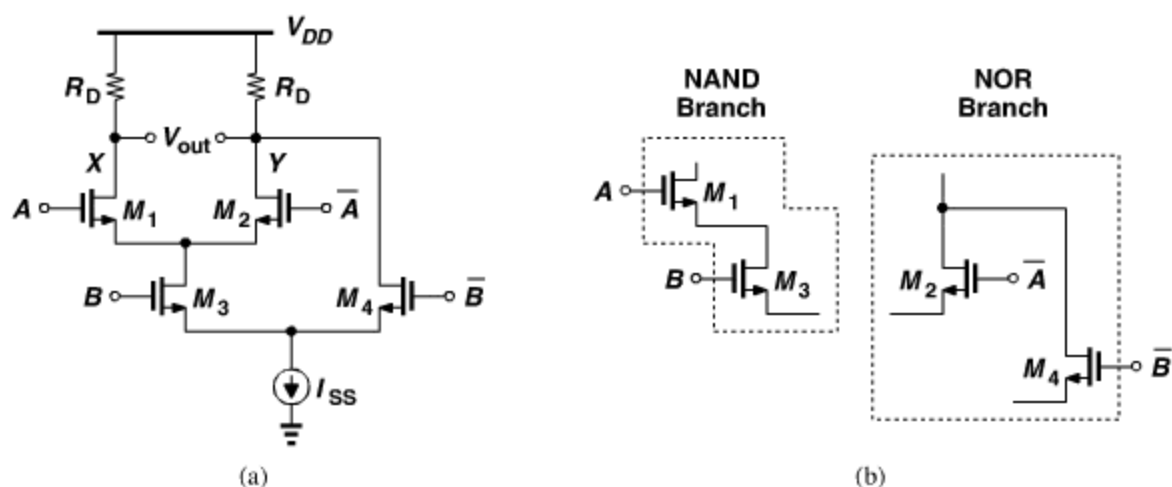 V_DD
R_D R_D
V_out
X Y
A M_1 M_2 A̅
B M_3 M_4 B̅
I_SS
(a)
NAND
Branch
A M_1
B M_3
NOR
Branch
M_2 A̅
M_4 B̅
(b)